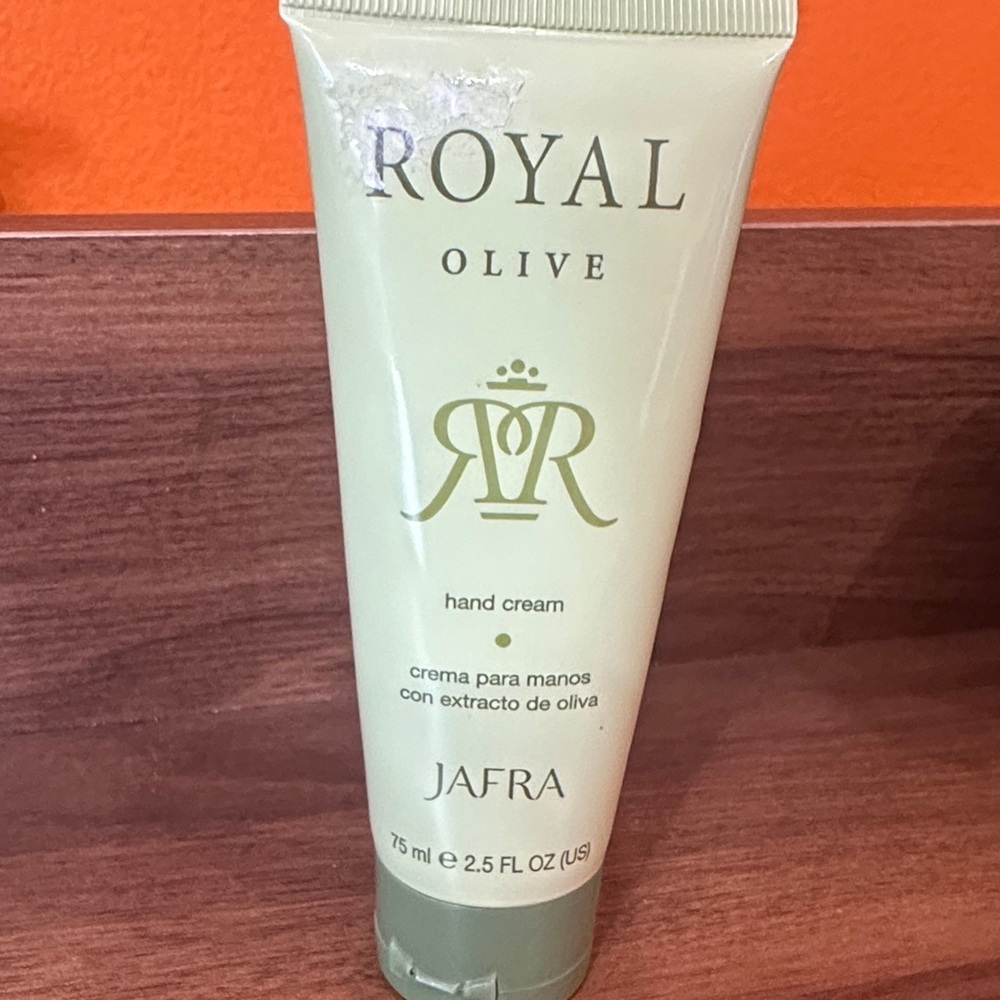 ROYAL
OLIVE
hand cream
crema para manos
con extracto de oliva
JAFRA
75 ml ℮ 2.5 FL OZ (US)